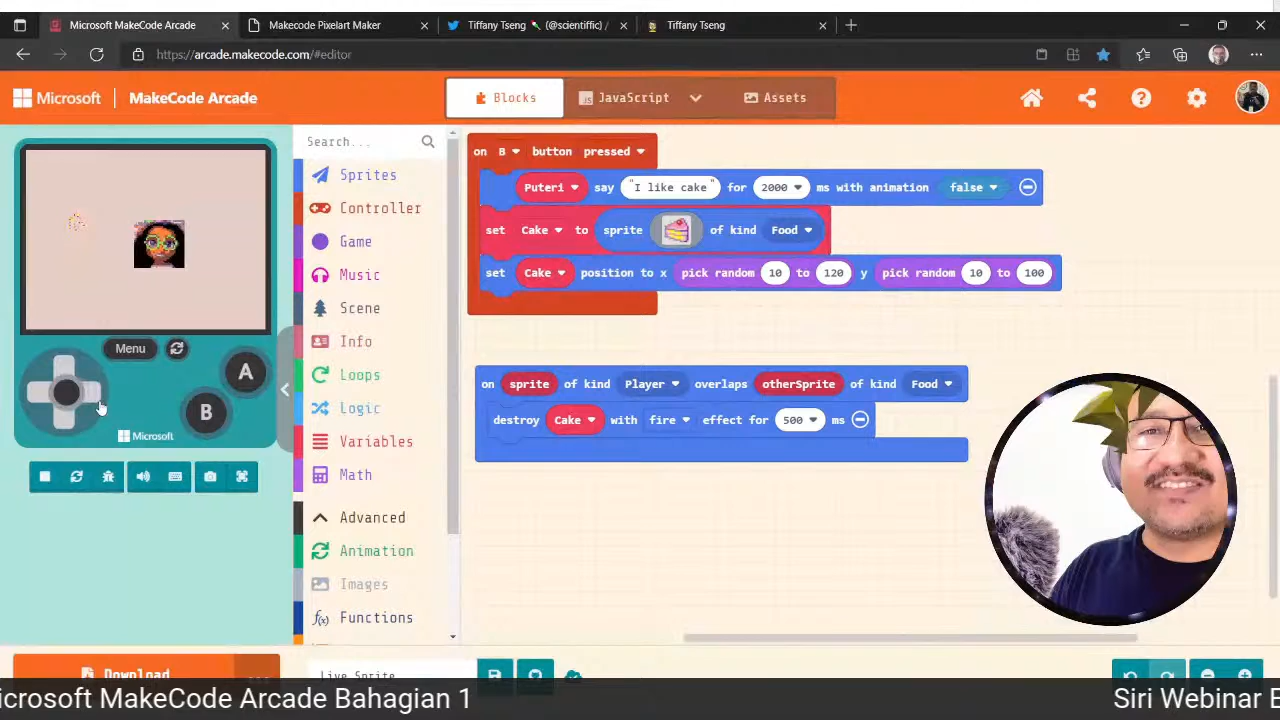 Microsoft MakeCode Arcade
Makecode Pixelart Maker
Tiffany Tseng (@scientiffic) /
Tiffany Tseng
https://arcade.makecode.com/#editor
Microsoft
MakeCode Arcade
Blocks
JavaScript
Assets
Search...
Sprites
Controller
Game
Music
Scene
Info
Loops
Logic
Variables
Math
Advanced
Animation
Images
f(x) Functions
Menu
A
B
Microsoft
on B button pressed
Puteri say "I like cake" for 2000 ms with animation false
set Cake to sprite of kind Food
set Cake position to x pick random 10 to 120 y pick random 10 to 100
on sprite of kind Player overlaps otherSprite of kind Food
destroy Cake with fire effect for 500 ms
Download
Live Sprite
icrosoft MakeCode Arcade Bahagian 1
Siri Webinar E